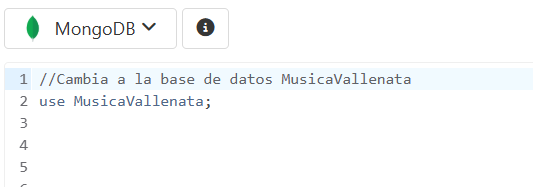 MongoDB
1 //Cambia a la base de datos MusicaVallenata
2 use MusicaVallenata;
3
4
5